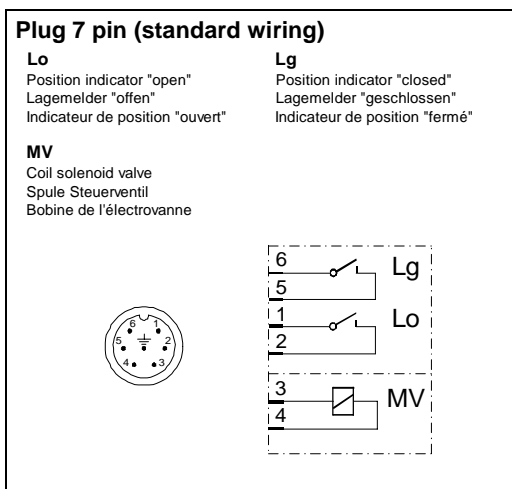 Plug 7 pin (standard wiring)
Lo
Position indicator "open"
Lagemelder "offen"
Indicateur de position "ouvert"
Lg
Position indicator "closed"
Lagemelder "geschlossen"
Indicateur de position "fermé"
MV
Coil solenoid valve
Spule Steuerventil
Bobine de l'électrovanne
6 1
5 2
4 3
6
5
Lg
1
2
Lo
3
4
MV